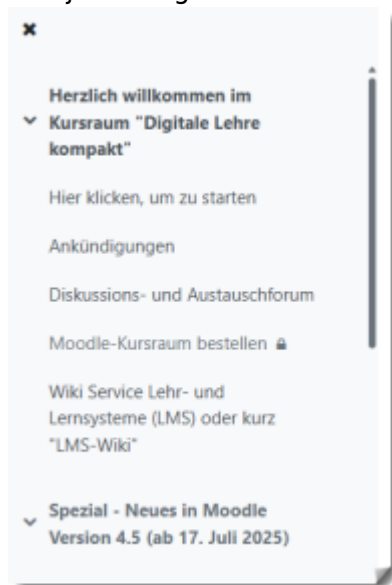 Herzlich willkommen im
Kursraum "Digitale Lehre
kompakt"
Hier klicken, um zu starten
Ankündigungen
Diskussions- und Austauschforum
Moodle-Kursraum bestellen
Wiki Service Lehr- und
Lernsysteme (LMS) oder kurz
"LMS-Wiki"
Spezial - Neues in Moodle
Version 4.5 (ab 17. Juli 2025)